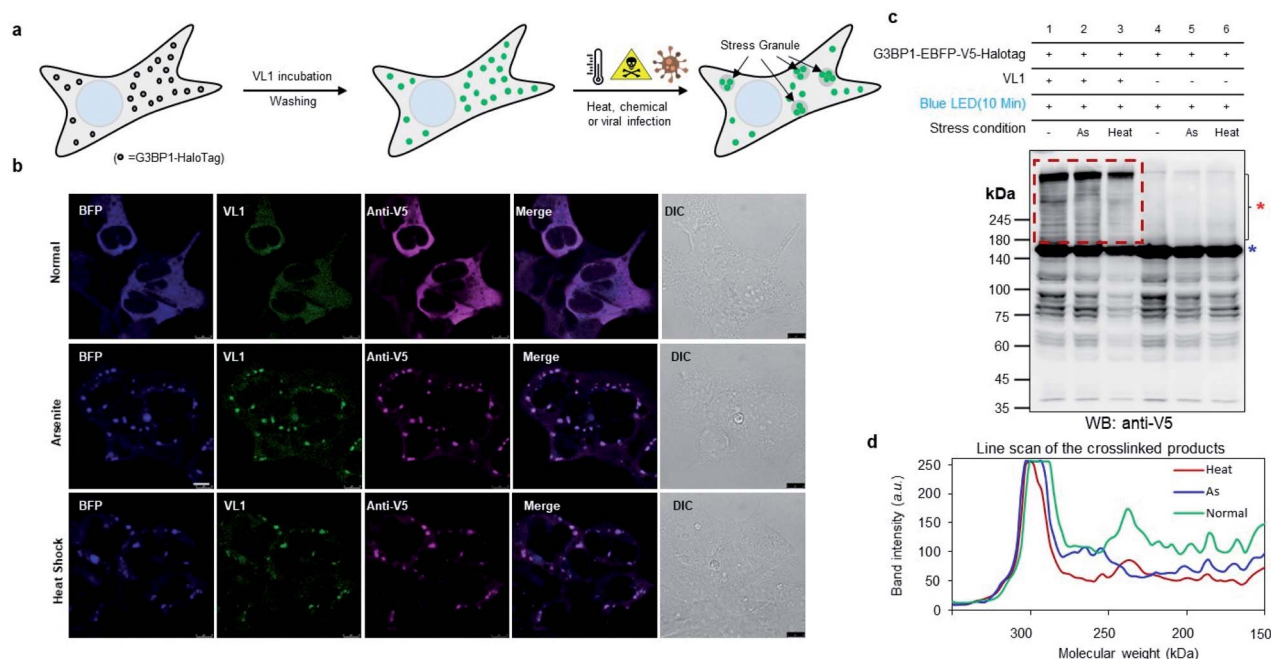 a
VL1 incubation
Washing
Heat, chemical
or viral infection
Stress Granule
( =G3BP1-HaloTag)
b
BFP
VL1
Anti-V5
Merge
DIC
Normal
BFP
VL1
Anti-V5
Merge
DIC
Arsenite
BFP
VL1
Anti-V5
Merge
DIC
Heat Shock
c
1 2 3 4 5 6
G3BP1-EBFP-V5-Halotag + + + + + +
VL1 + + + - - -
Blue LED(10 Min) + + + + + +
Stress condition - As Heat - As Heat
kDa
245
180
140
100
75
60
45
35
*
*
WB: anti-V5
d
Line scan of the crosslinked products
Band intensity (a.u.)
250
200
150
100
50
0
Heat
As
Normal
300 250 200 150
Molecular weight (kDa)